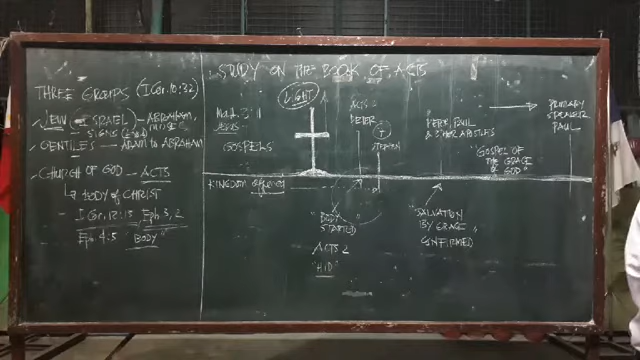 STUDY ON THE BOOK OF ACTS
THREE GROUPS (I Cor. 10:32)
JEW ISRAEL) - ABRAHAM,
SIGNS
GENTILES - ADAM to ABRAHAM
CHURCH OF GOD - ACTS
BODY OF CHRIST
- I Cor. 12:13, Eph 3, 2
Eph 4:5 "BODY"
JESUS
GOSPELS
LIGHT
ACTS
PETER
STEPHEN
PETER, PAUL
& OTHER APOSTLES
"GOSPEL OF
THE GRACE
OF GOD"
PRIMARY
SPEAKER
PAUL
KINGDOM
"BODY
STARTED"
ACTS 2
"HID"
"SALVATION
BY GRACE"
CONFIRMED